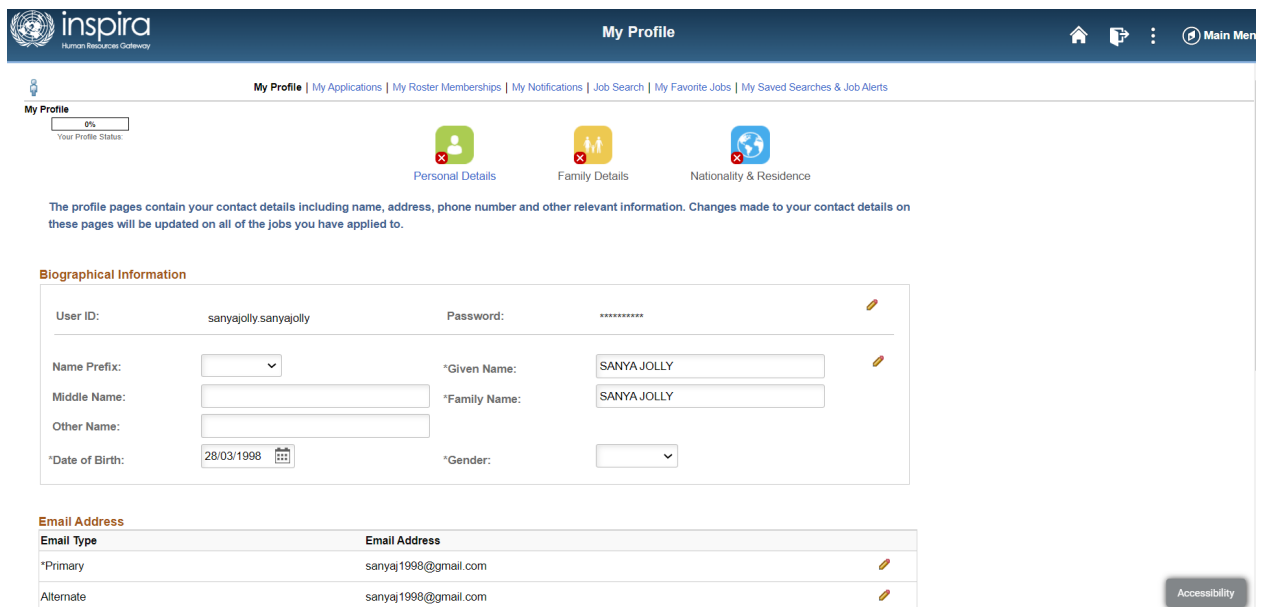 inspira
Human Resources Gateway
My Profile
Main Men
My Profile | My Applications | My Roster Memberships | My Notifications | Job Search | My Favorite Jobs | My Saved Searches & Job Alerts
My Profile
0%
Your Profile Status:
Personal Details Family Details Nationality & Residence
The profile pages contain your contact details including name, address, phone number and other relevant information. Changes made to your contact details on
these pages will be updated on all of the jobs you have applied to.
Biographical Information
User ID: sanyajolly.sanyajolly Password: **********
Name Prefix: *Given Name: SANYA JOLLY
Middle Name: *Family Name: SANYA JOLLY
Other Name:
*Date of Birth: 28/03/1998 *Gender:
Email Address
Email Type Email Address
*Primary sanyaj1998@gmail.com
Alternate sanyaj1998@gmail.com
Accessibility